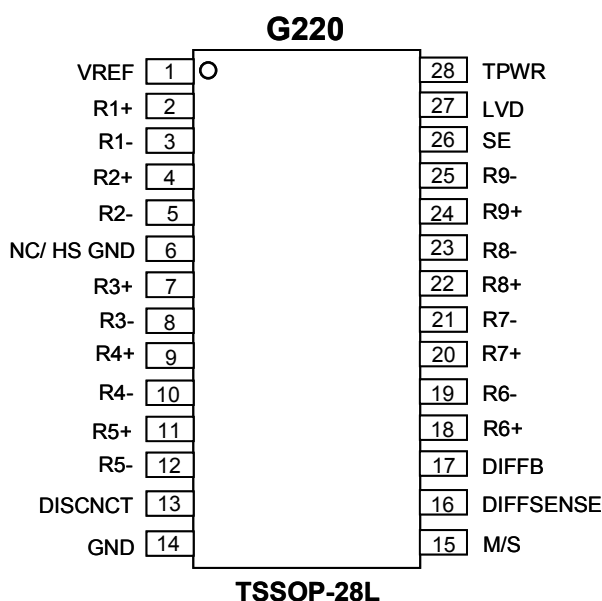 G220
VREF 1 28 TPWR
R1+ 2 27 LVD
R1- 3 26 SE
R2+ 4 25 R9-
R2- 5 24 R9+
NC/ HS GND 6 23 R8-
R3+ 7 22 R8+
R3- 8 21 R7-
R4+ 9 20 R7+
R4- 10 19 R6-
R5+ 11 18 R6+
R5- 12 17 DIFFB
DISCNCT 13 16 DIFFSENSE
GND 14 15 M/S
TSSOP-28L